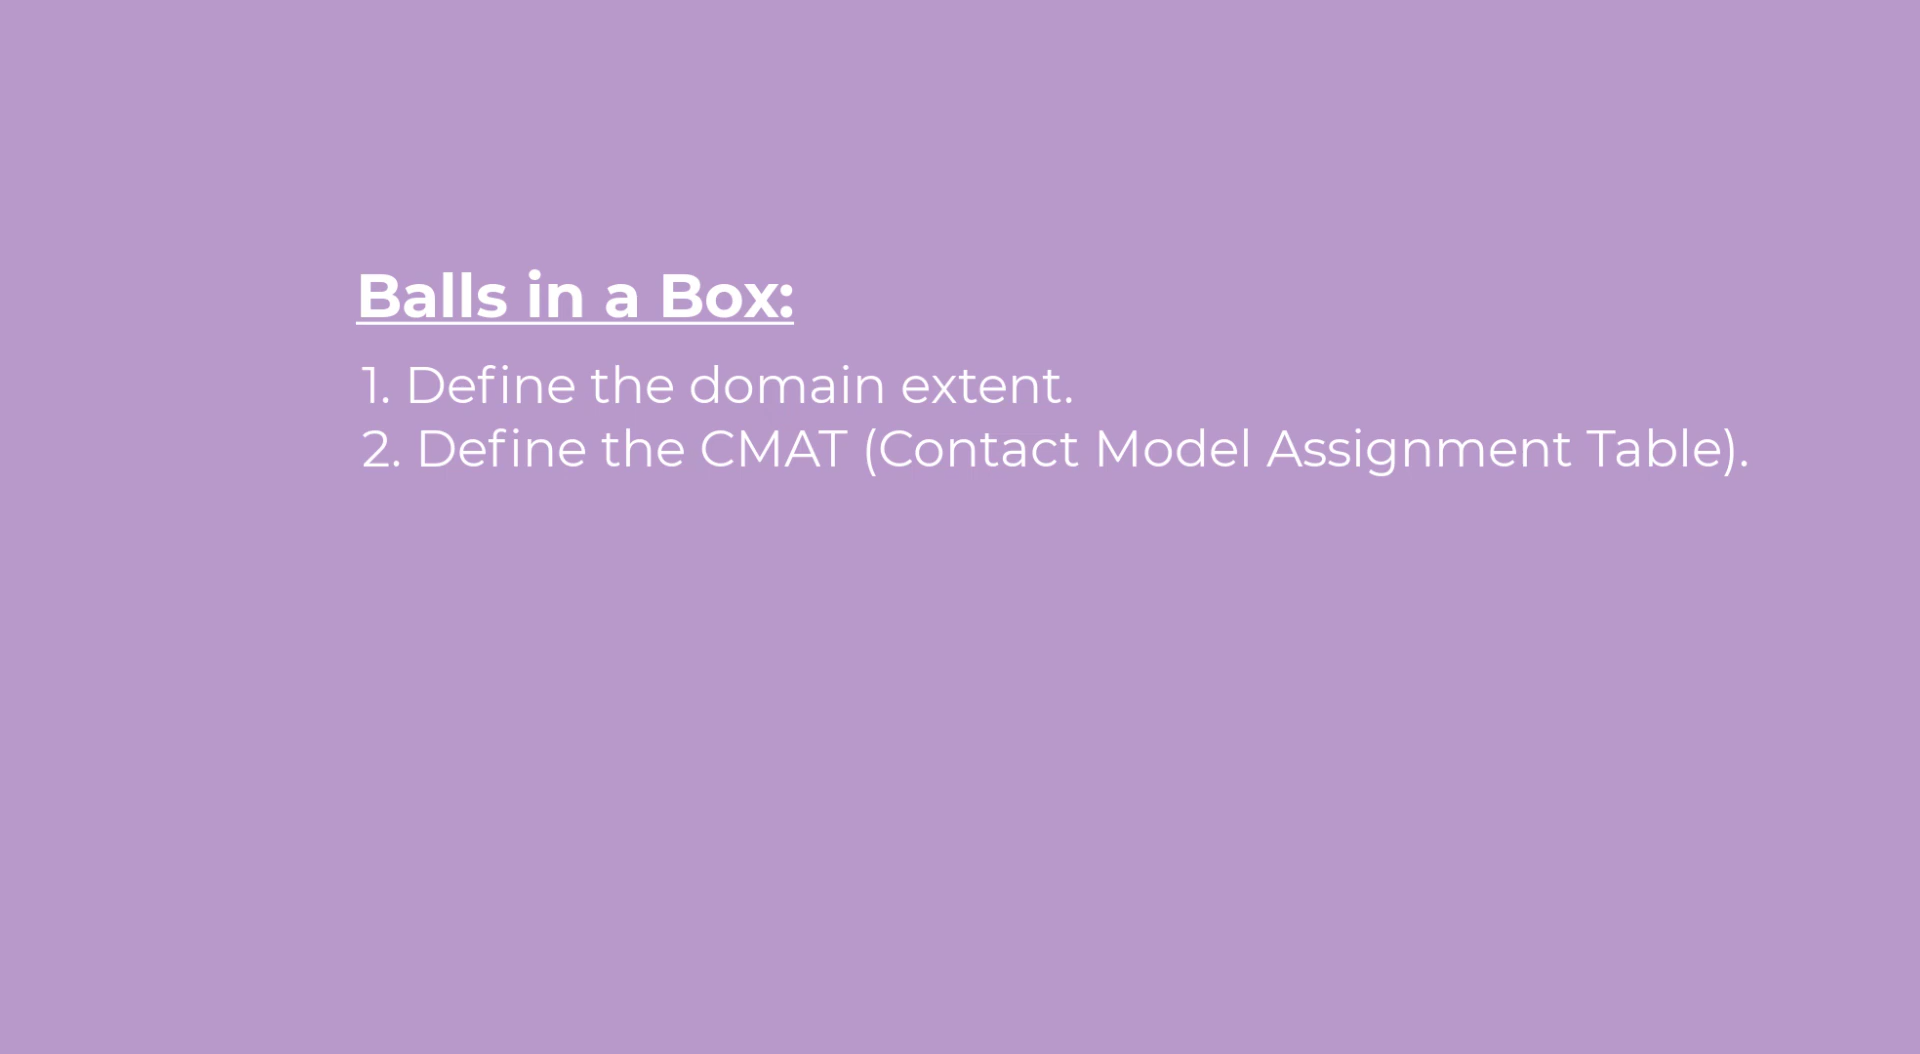 Balls in a Box:
1. Define the domain extent.
2. Define the CMAT (Contact Model Assignment Table).